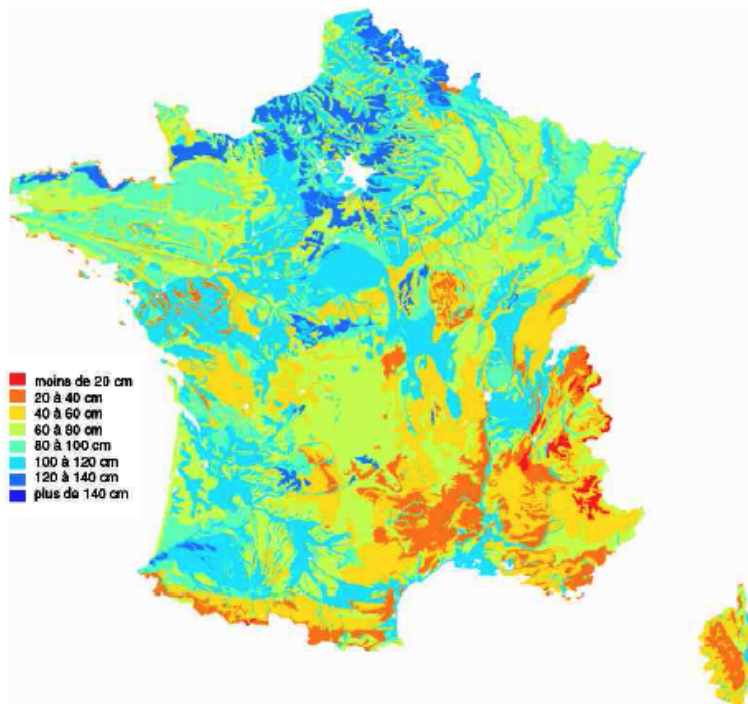 moins de 20 cm
20 à 40 cm
40 à 60 cm
60 à 80 cm
80 à 100 cm
100 à 120 cm
120 à 140 cm
plus de 140 cm